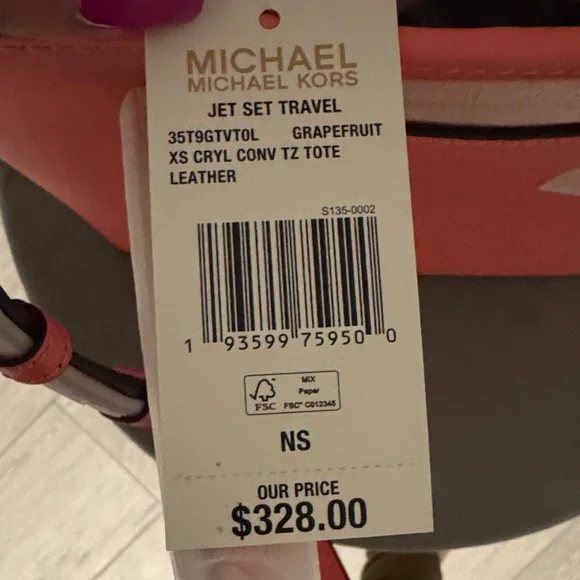 MICHAEL
MICHAEL KORS
JET SET TRAVEL
35T9GTVT0L GRAPEFRUIT
XS CRYL CONV TZ TOTE
LEATHER
S135-0002
1 93599 75950 0
FSC
MIX
Paper
FSC™ C012345
NS
OUR PRICE
$328.00